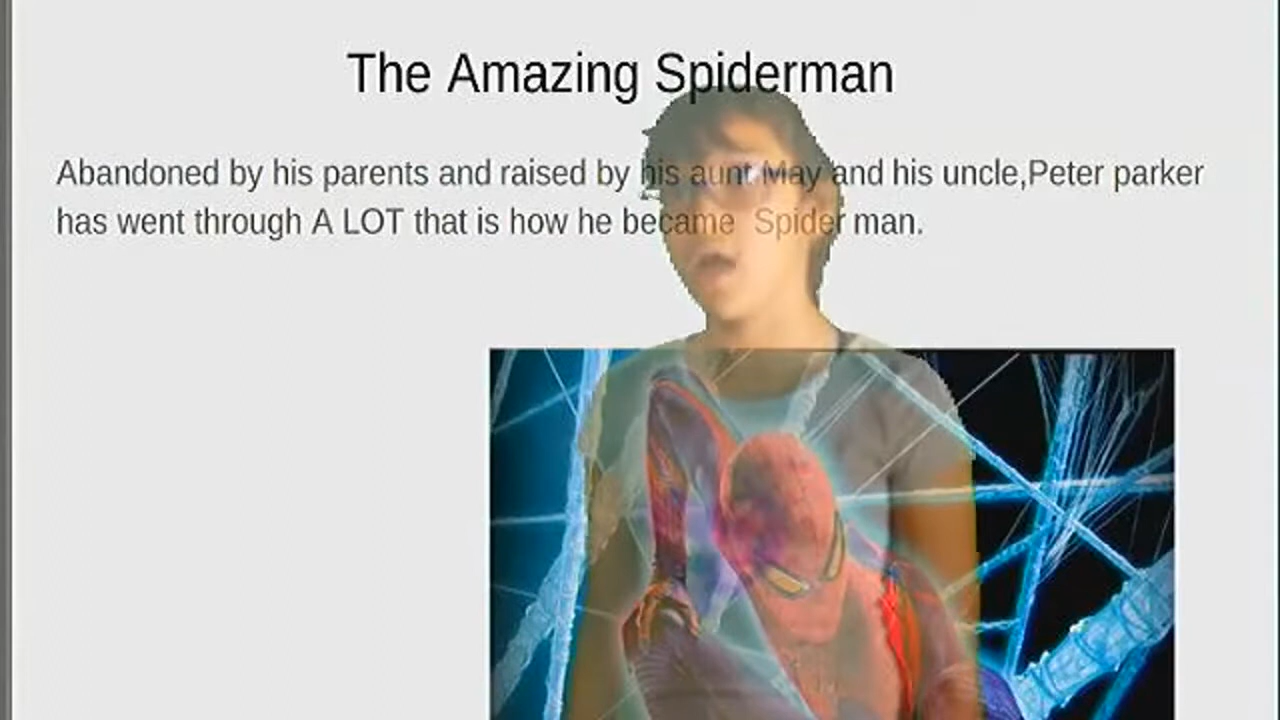 The Amazing Spiderman
Abandoned by his parents and raised by his aunt May and his uncle,Peter parker
has went through A LOT that is how he became  Spider man.